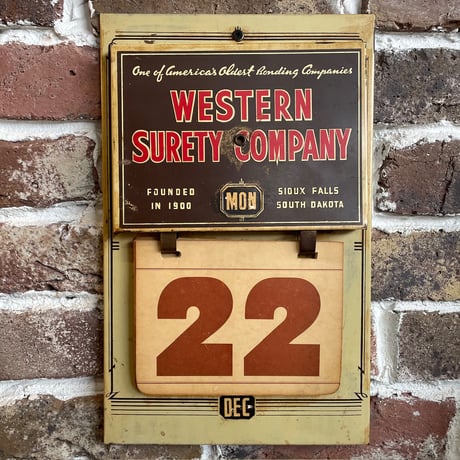 One of America's Oldest Bonding Companies
WESTERN
SURETY COMPANY
FOUNDED
IN 1900
MON
SIOUX FALLS
SOUTH DAKOTA
22
DEC